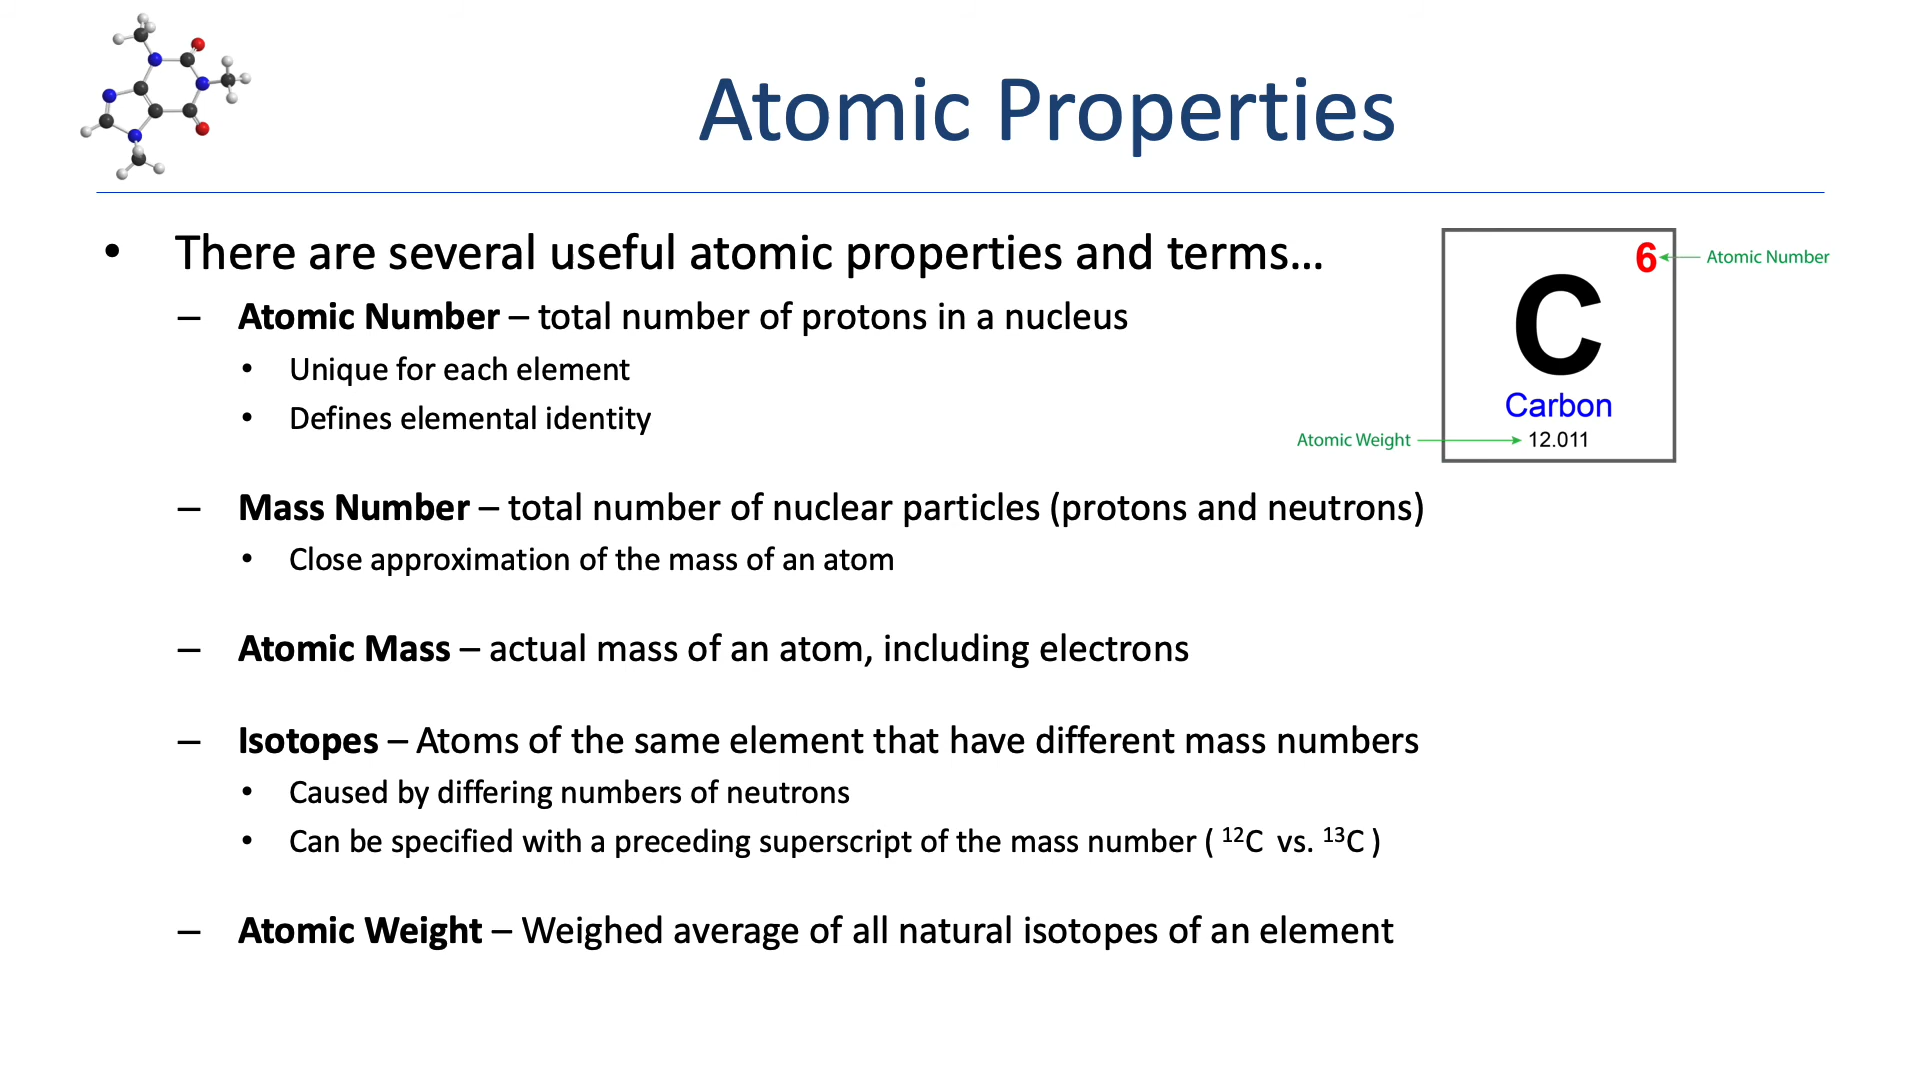 Atomic Properties
• There are several useful atomic properties and terms…
– Atomic Number – total number of protons in a nucleus
• Unique for each element
• Defines elemental identity
6
Atomic Number
C
Carbon
Atomic Weight
12.011
– Mass Number – total number of nuclear particles (protons and neutrons)
• Close approximation of the mass of an atom
– Atomic Mass – actual mass of an atom, including electrons
– Isotopes – Atoms of the same element that have different mass numbers
• Caused by differing numbers of neutrons
• Can be specified with a preceding superscript of the mass number ( ¹²C vs. ¹³C )
– Atomic Weight – Weighed average of all natural isotopes of an element